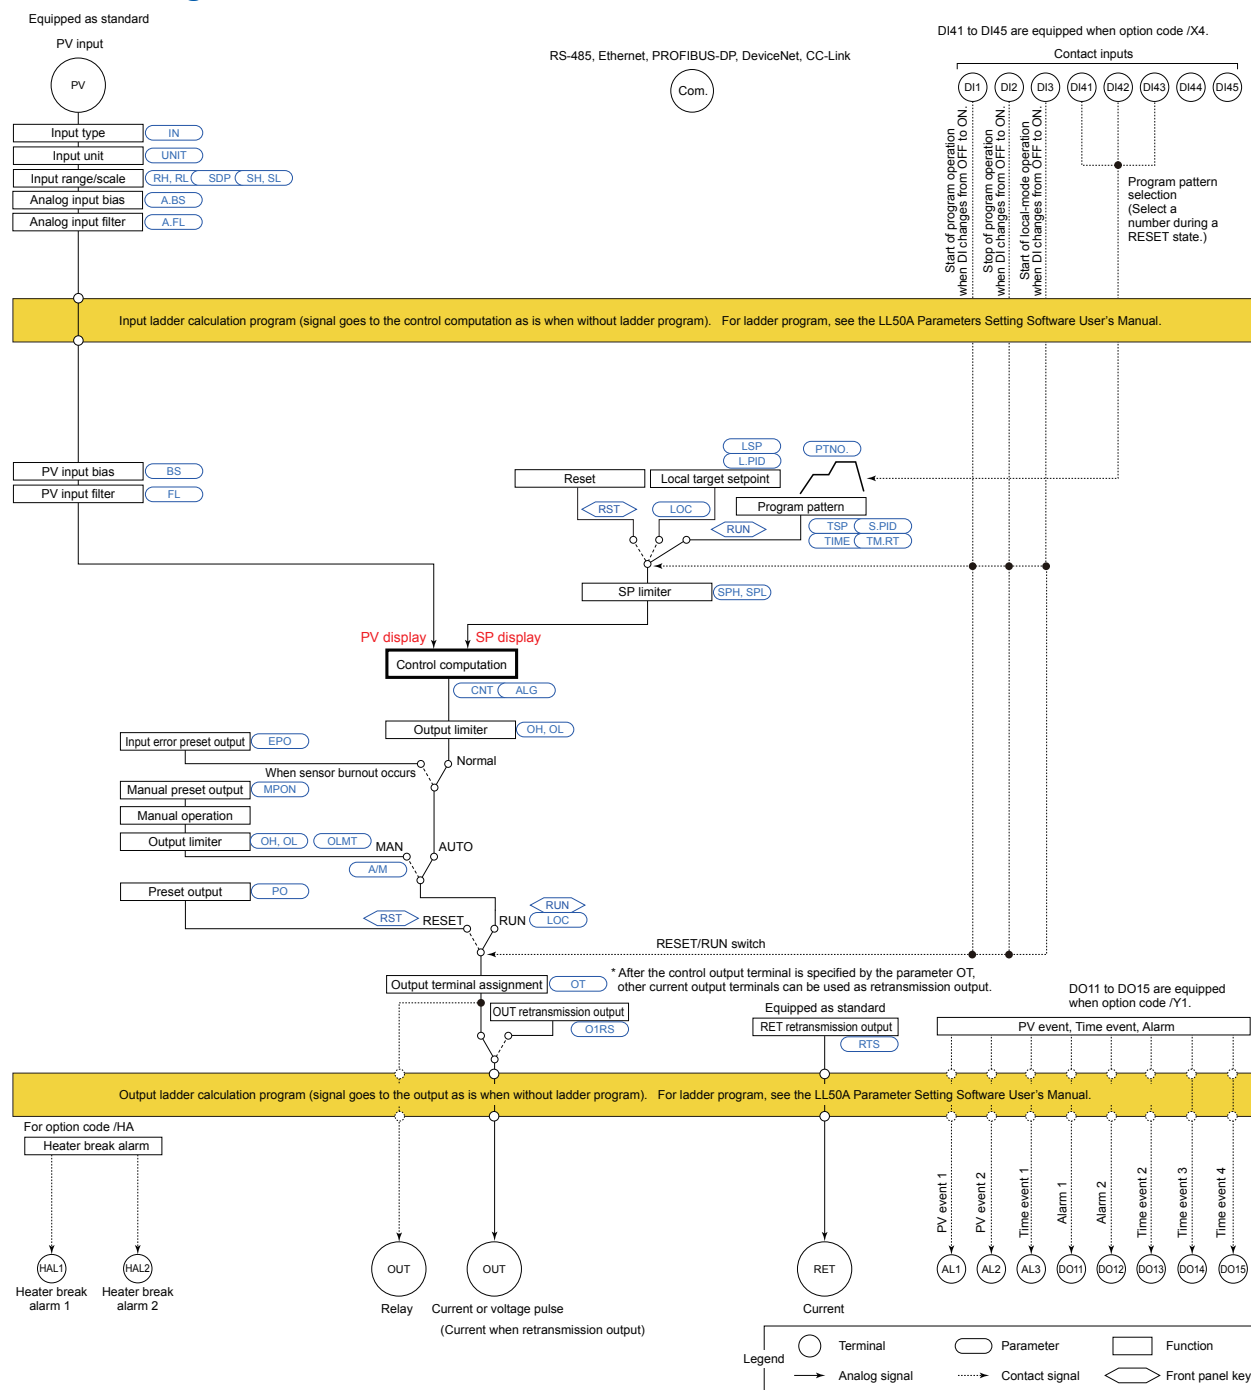 Equipped as standard
PV input
PV
Input type
IN
Input unit
UNIT
Input range/scale
RH, RL
SDP
SH, SL
Analog input bias
A.BS
Analog input filter
A.FL
RS-485, Ethernet, PROFIBUS-DP, DeviceNet, CC-Link
Com.
DI41 to DI45 are equipped when option code /X4.
Contact inputs
DI1
DI2
DI3
DI41
DI42
DI43
DI44
DI45
Start of program operation
when DI changes from OFF to ON.
Stop of program operation
when DI changes from OFF to ON.
Start of local-mode operation
when DI changes from OFF to ON.
Program pattern
selection
(Select a
number during a
RESET state.)
Input ladder calculation program (signal goes to the control computation as is when without ladder program). For ladder program, see the LL50A Parameters Setting Software User's Manual.
PV input bias
BS
PV input filter
FL
LSP
L.PID
PTNO.
Reset
Local target setpoint
Program pattern
RST
LOC
RUN
TSP
S.PID
TIME
TM.RT
SP limiter
SPH, SPL
PV display
SP display
Control computation
CNT
ALG
Output limiter
OH, OL
Input error preset output
EPO
Normal
When sensor burnout occurs
Manual preset output
MPON
Manual operation
Output limiter
OH, OL
OLMT
MAN
AUTO
A/M
Preset output
PO
RST
RESET
RUN
RUN
LOC
RESET/RUN switch
Output terminal assignment
OT
* After the control output terminal is specified by the parameter OT,
other current output terminals can be used as retransmission output.
OUT retransmission output
O1RS
Equipped as standard
RET retransmission output
RTS
DO11 to DO15 are equipped
when option code /Y1.
PV event, Time event, Alarm
Output ladder calculation program (signal goes to the output as is when without ladder program). For ladder program, see the LL50A Parameter Setting Software User's Manual.
For option code /HA
Heater break alarm
HAL1
HAL2
Heater break
alarm 1
Heater break
alarm 2
OUT
Relay
OUT
Current or voltage pulse
(Current when retransmission output)
RET
Current
PV event 1
PV event 2
Time event 1
Alarm 1
Alarm 2
Time event 2
Time event 3
Time event 4
AL1
AL2
AL3
DO11
DO12
DO13
DO14
DO15
Legend
Terminal
Parameter
Function
Analog signal
Contact signal
Front panel key